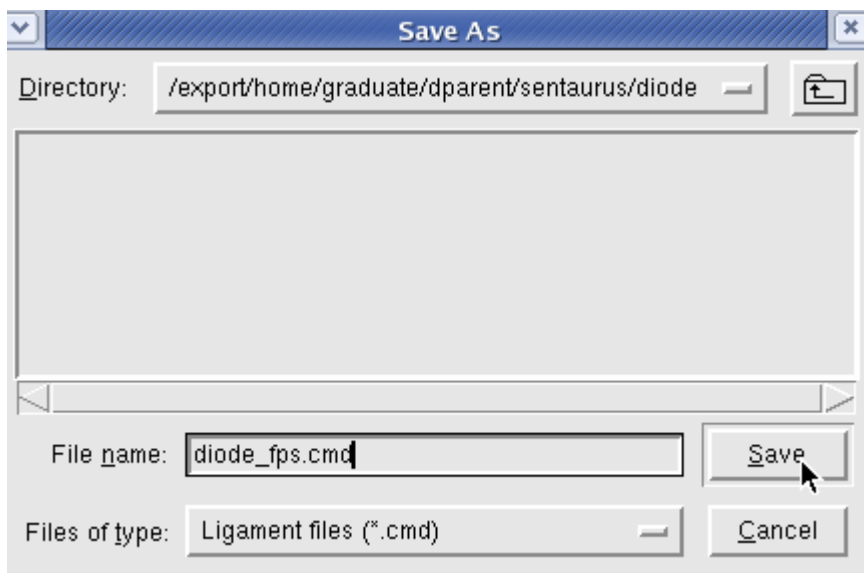 Save As
Directory: /export/home/graduate/dparent/sentaurus/diode
File name: diode_fps.cmd Save
Files of type: Ligament files (*.cmd) Cancel